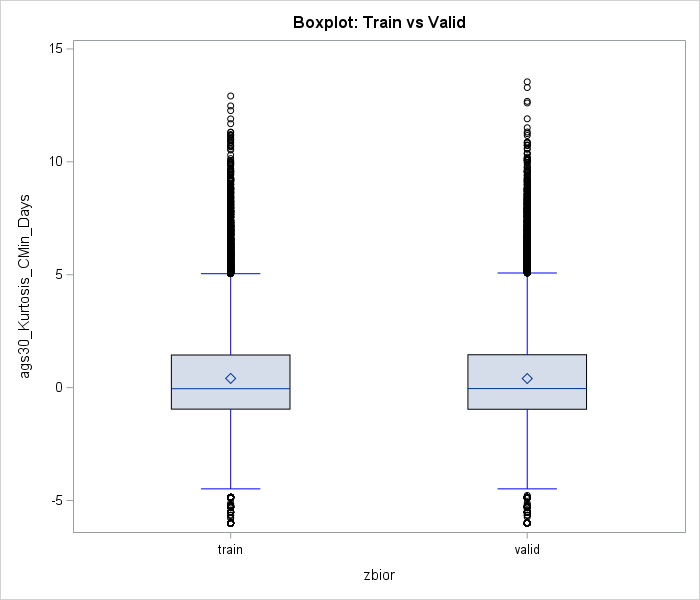 Boxplot: Train vs Valid
15
10
5
0
-5
ags30_Kurtosis_CMin_Days
train
valid
zbior